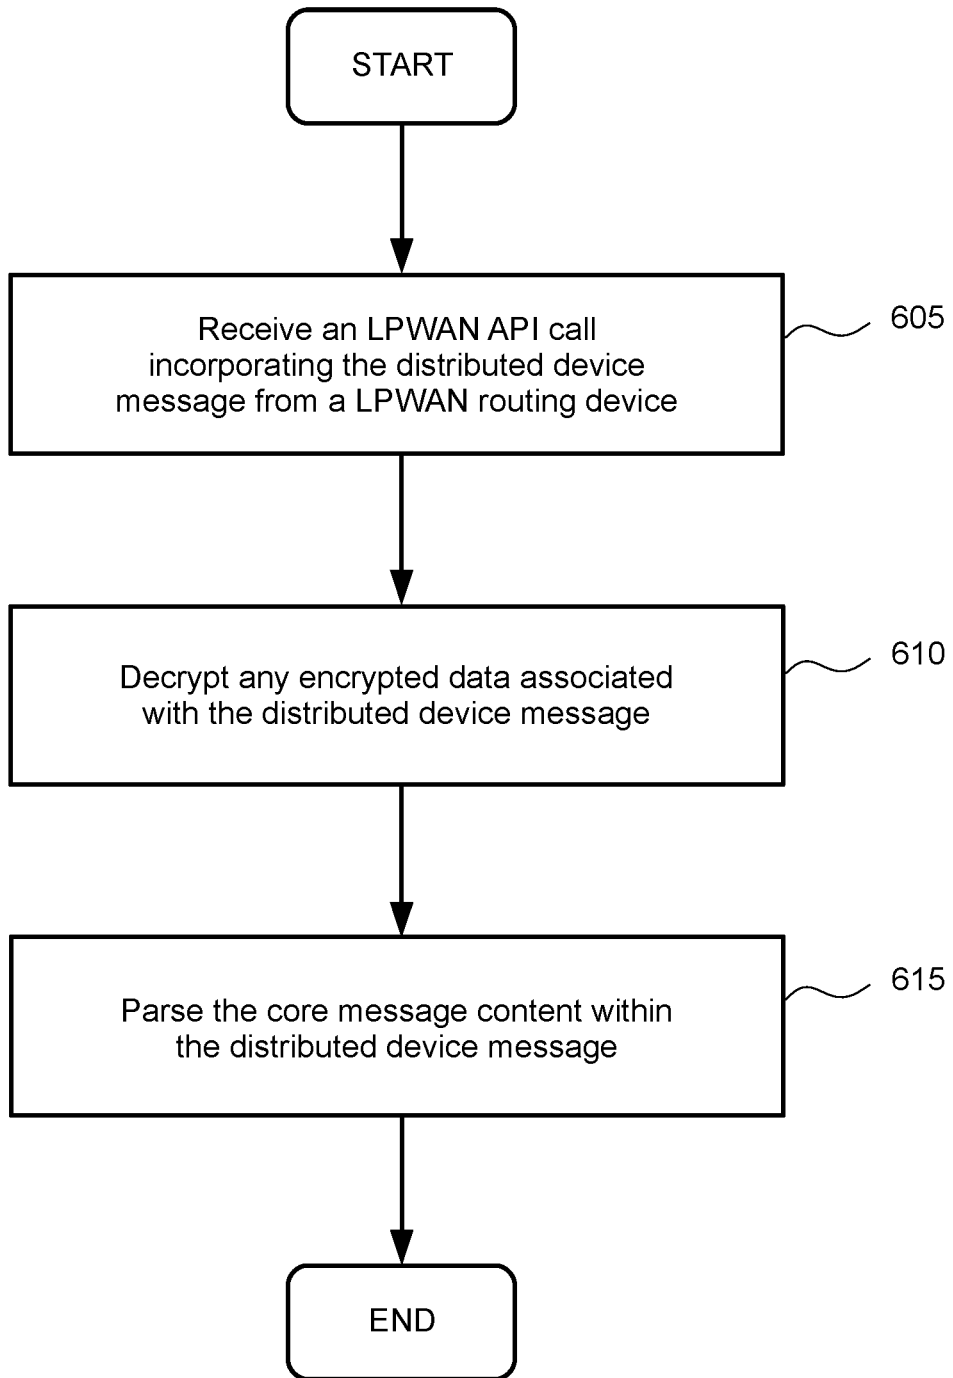 START
Receive an LPWAN API call
incorporating the distributed device
message from a LPWAN routing device
605
Decrypt any encrypted data associated
with the distributed device message
610
Parse the core message content within
the distributed device message
615
END